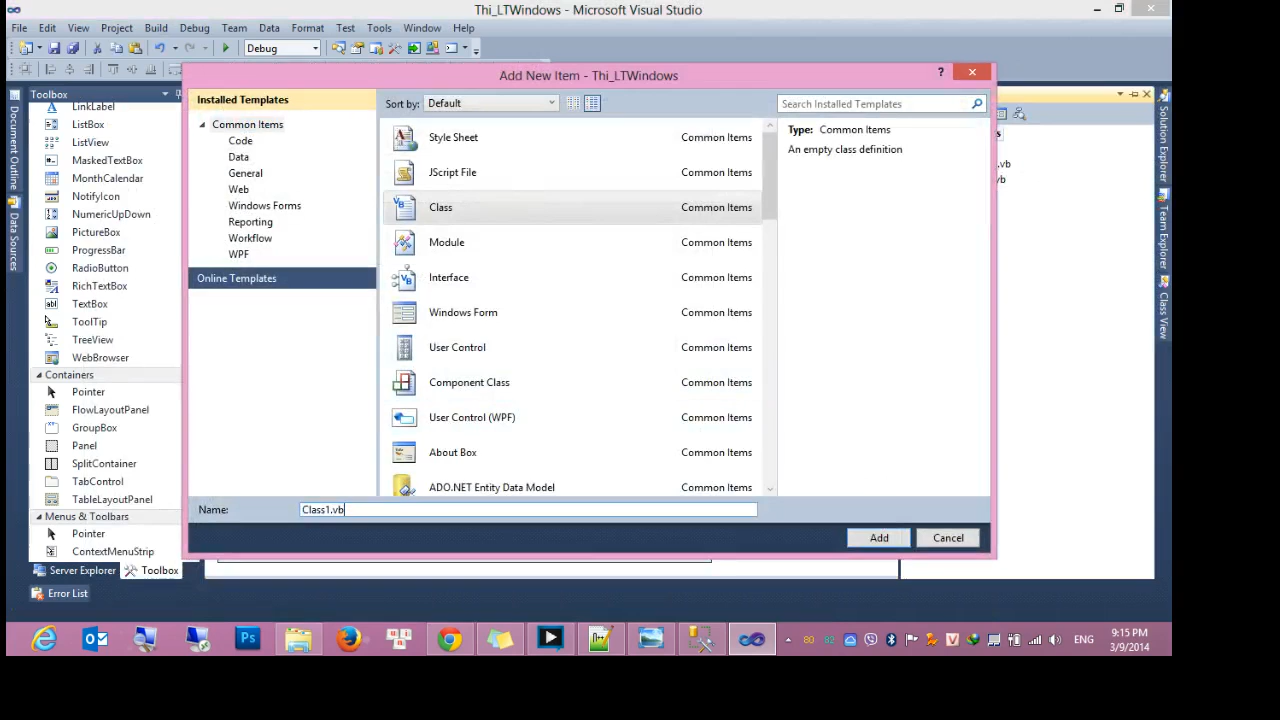 Thi_LTWindows - Microsoft Visual Studio
File Edit View Project Build Debug Team Data Format Tools Test Window Help
Debug
Add New Item - Thi_LTWindows
Toolbox
LinkLabel
ListBox
ListView
MaskedTextBox
MonthCalendar
NotifyIcon
NumericUpDown
PictureBox
ProgressBar
RadioButton
RichTextBox
TextBox
ToolTip
TreeView
WebBrowser
Containers
Pointer
FlowLayoutPanel
GroupBox
Panel
SplitContainer
TabControl
TableLayoutPanel
Menus & Toolbars
Pointer
ContextMenuStrip
Server Explorer Toolbox
Error List
Document Outline
Data Sources
Installed Templates
Common Items
Code
Data
General
Web
Windows Forms
Reporting
Workflow
WPF
Online Templates
Sort by: Default
Search Installed Templates
Style Sheet Common Items
JScript File Common Items
Class Common Items
Module Common Items
Interface Common Items
Windows Form Common Items
User Control Common Items
Component Class Common Items
User Control (WPF) Common Items
About Box Common Items
ADO.NET Entity Data Model Common Items
Type: Common Items
An empty class definition
Name: Class1.vb
Add Cancel
Solution Explorer
Team Explorer
Class View
ENG
9:15 PM
3/9/2014